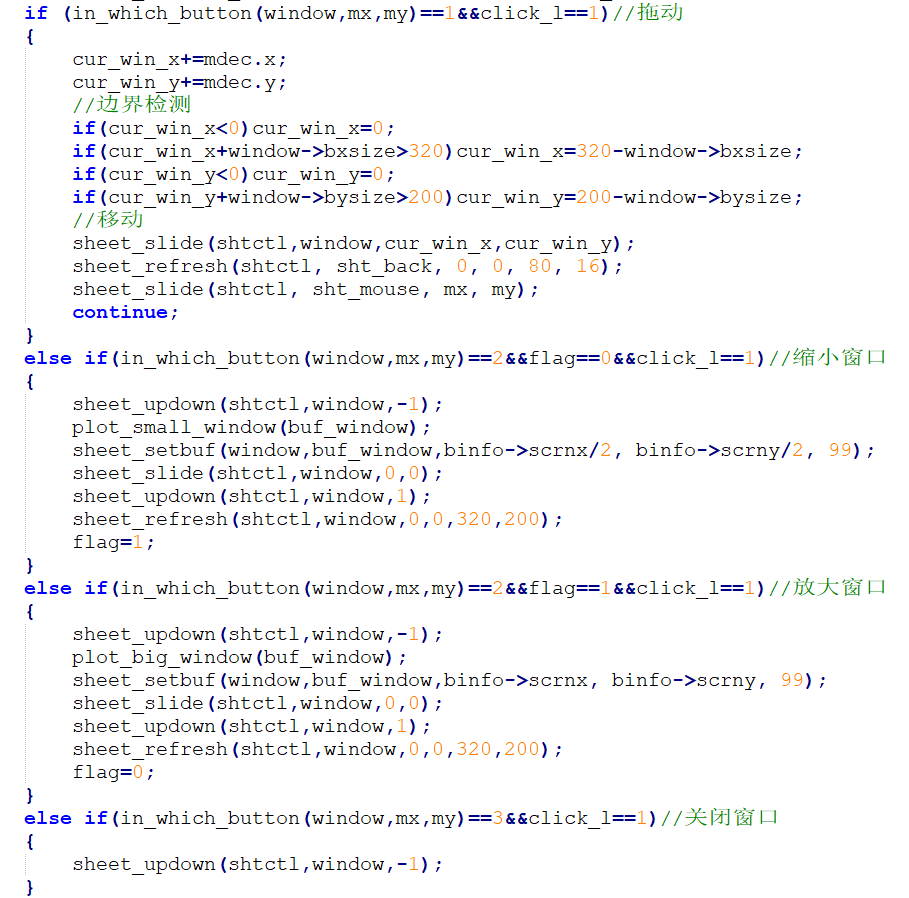 if (in_which_button(window,mx,my)==1&&click_l==1)//拖动
{
    cur_win_x+=mdec.x;
    cur_win_y+=mdec.y;
    //边界检测
    if(cur_win_x<0)cur_win_x=0;
    if(cur_win_x+window->bxsize>320)cur_win_x=320-window->bxsize;
    if(cur_win_y<0)cur_win_y=0;
    if(cur_win_y+window->bysize>200)cur_win_y=200-window->bysize;
    //移动
    sheet_slide(shtctl,window,cur_win_x,cur_win_y);
    sheet_refresh(shtctl, sht_back, 0, 0, 80, 16);
    sheet_slide(shtctl, sht_mouse, mx, my);
    continue;
}
else if(in_which_button(window,mx,my)==2&&flag==0&&click_l==1)//缩小窗口
{
    sheet_updown(shtctl,window,-1);
    plot_small_window(buf_window);
    sheet_setbuf(window,buf_window,binfo->scrnx/2, binfo->scrny/2, 99);
    sheet_slide(shtctl,window,0,0);
    sheet_updown(shtctl,window,1);
    sheet_refresh(shtctl,window,0,0,320,200);
    flag=1;
}
else if(in_which_button(window,mx,my)==2&&flag==1&&click_l==1)//放大窗口
{
    sheet_updown(shtctl,window,-1);
    plot_big_window(buf_window);
    sheet_setbuf(window,buf_window,binfo->scrnx, binfo->scrny, 99);
    sheet_slide(shtctl,window,0,0);
    sheet_updown(shtctl,window,1);
    sheet_refresh(shtctl,window,0,0,320,200);
    flag=0;
}
else if(in_which_button(window,mx,my)==3&&click_l==1)//关闭窗口
{
    sheet_updown(shtctl,window,-1);
}